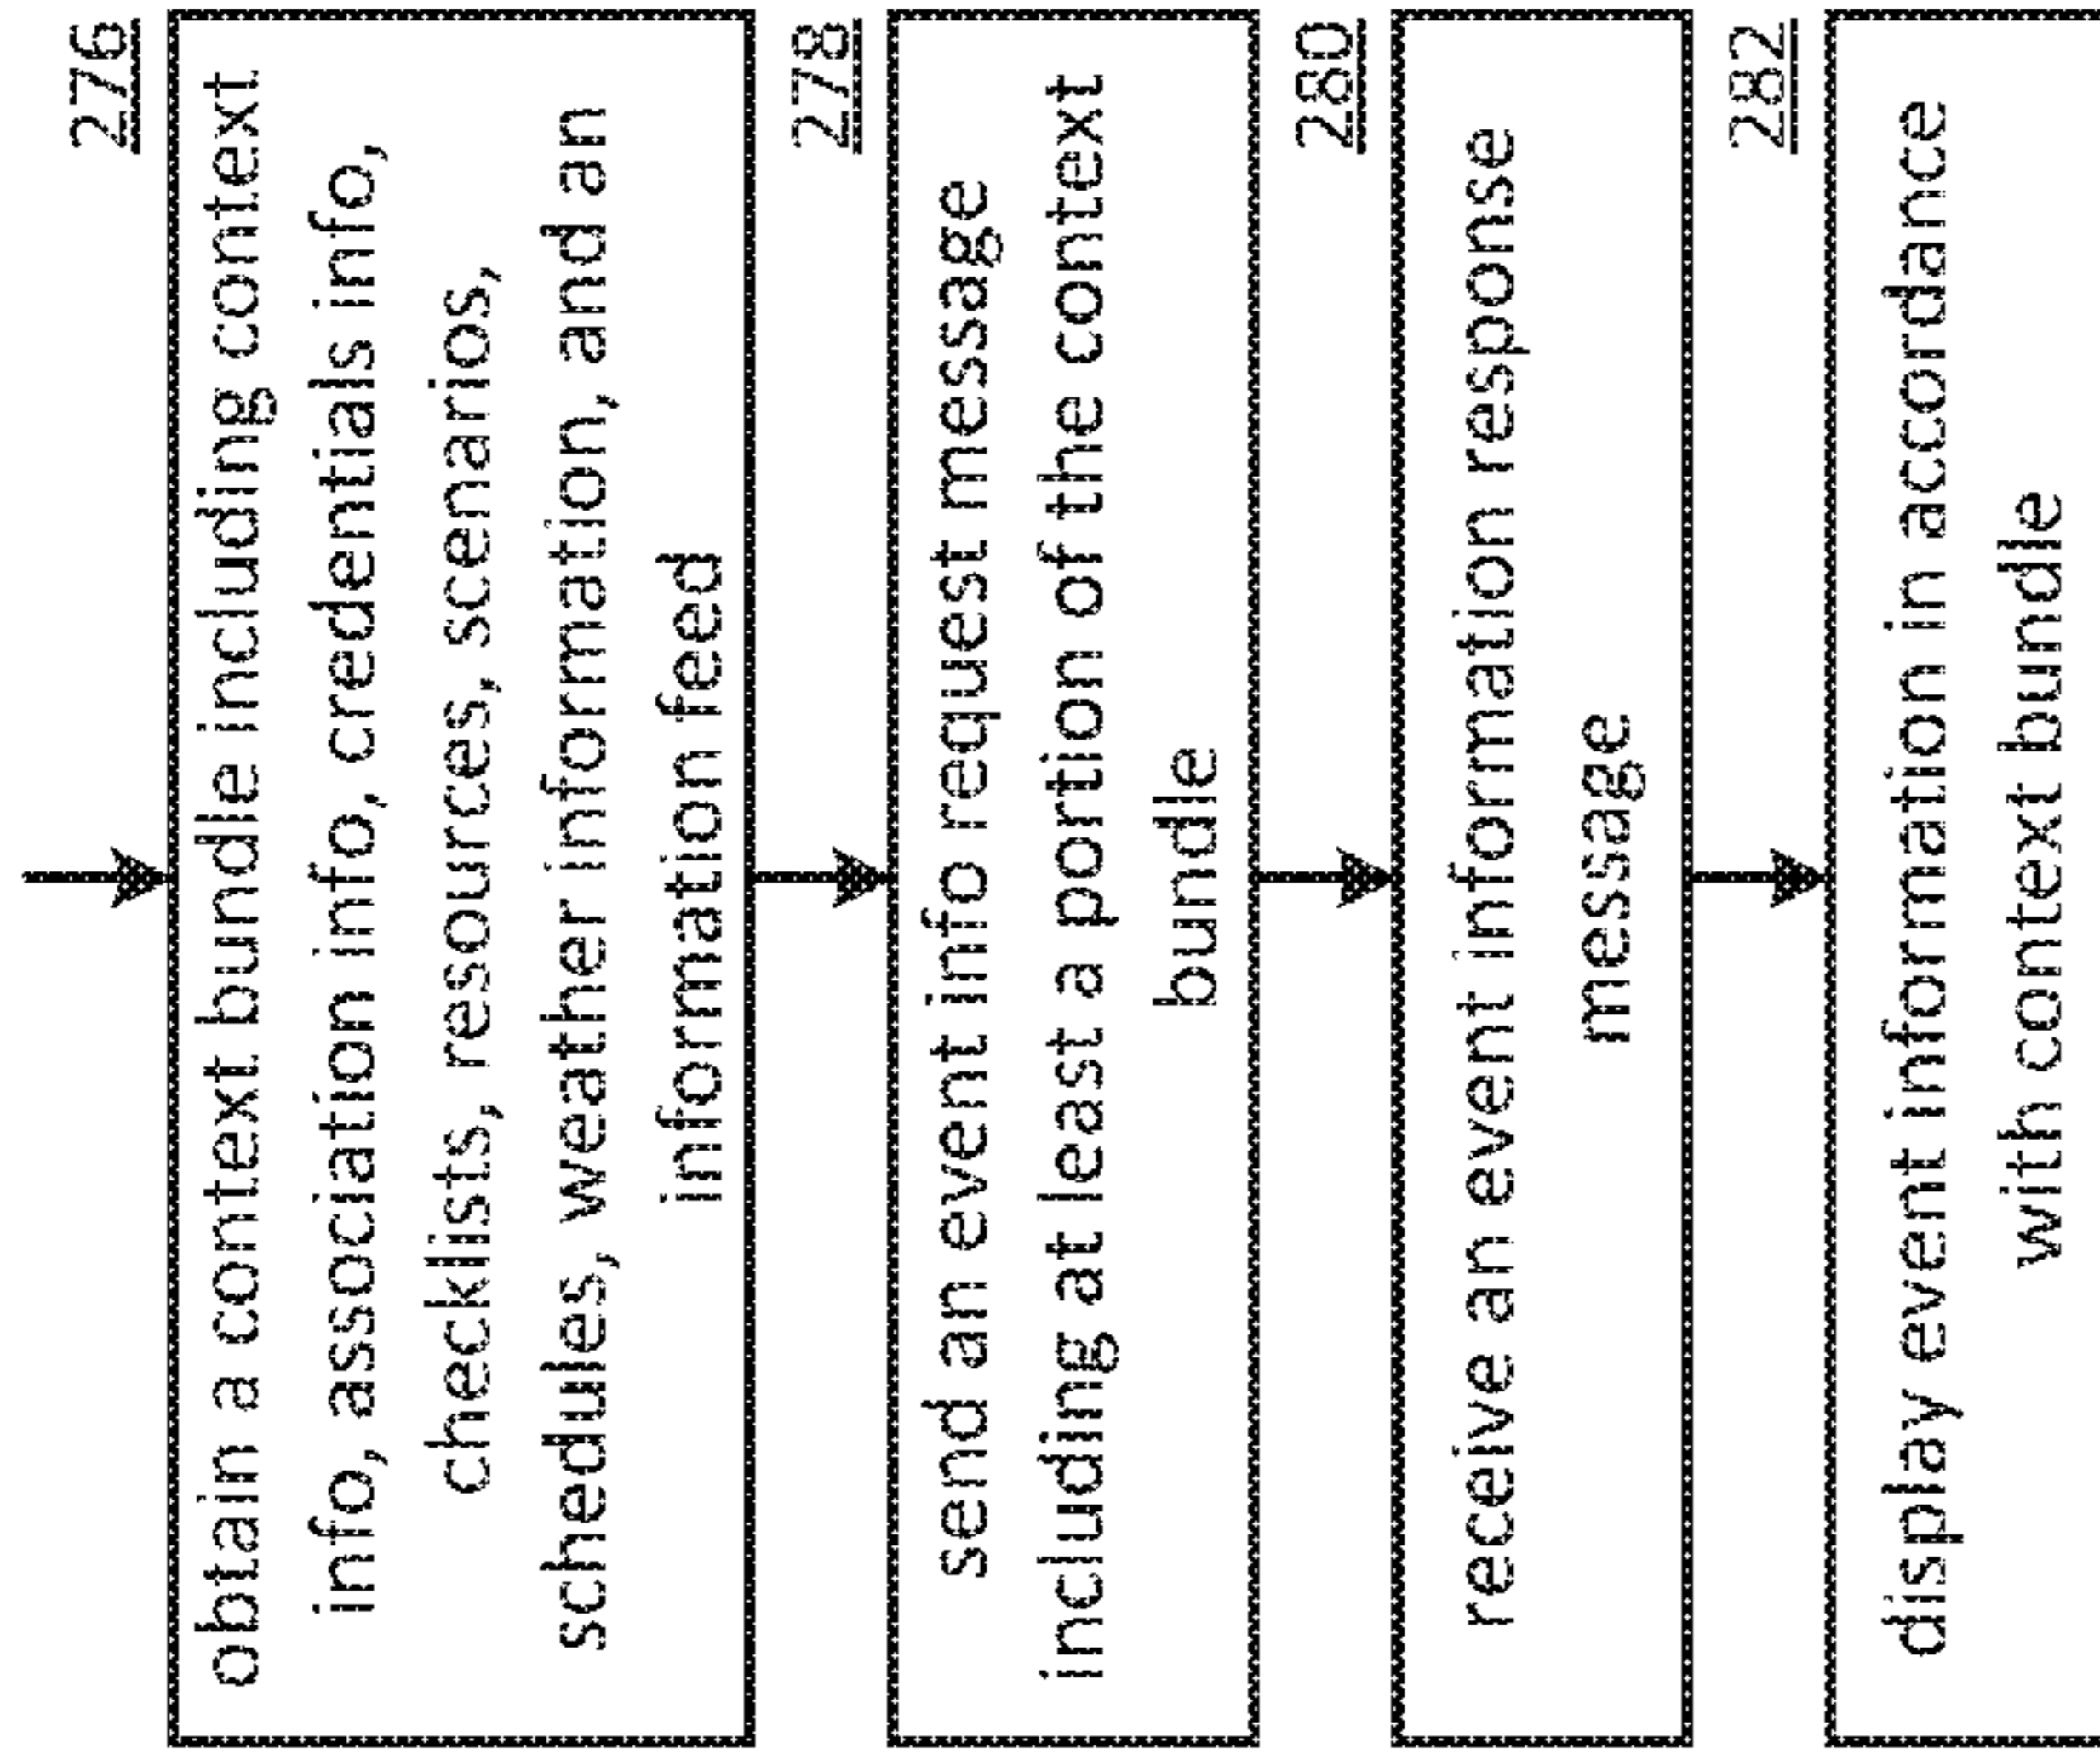 276
obtain a context bundle including context
info, association info, credentials info,
checklists, resources, scenarios,
schedules, weather information, and an
information feed
278
send an event info request message
including at least a portion of the context
bundle
280
receive an event information response
message
282
display event information in accordance
with context bundle